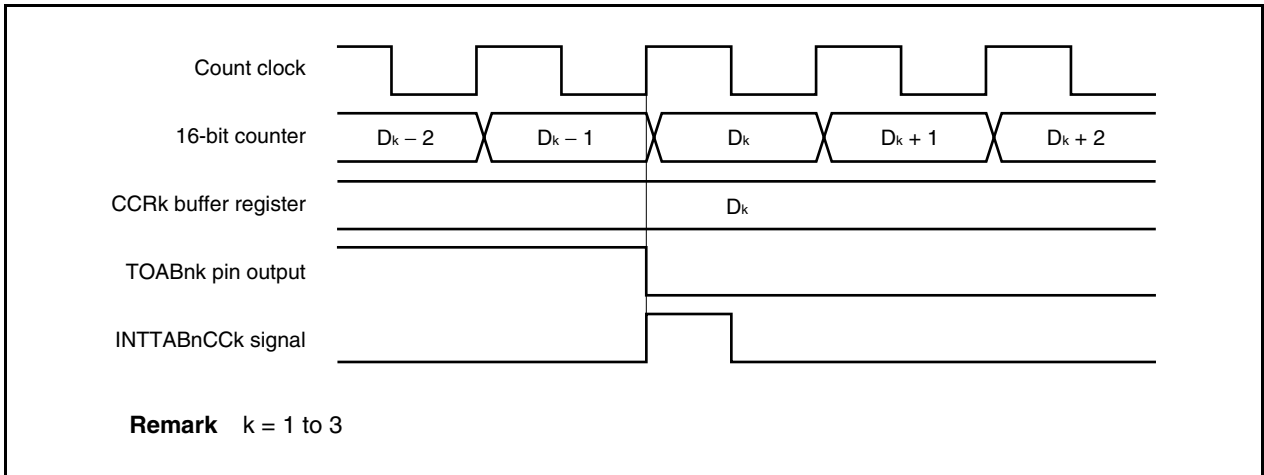 Count clock
16-bit counter
Dk − 2
Dk − 1
Dk
Dk + 1
Dk + 2
CCRk buffer register
Dk
TOABnk pin output
INTTABnCCk signal
Remark k = 1 to 3